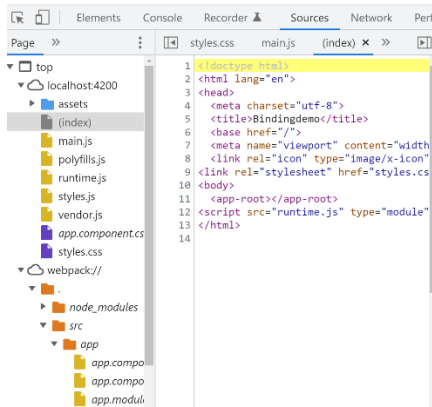 Elements Console Recorder Sources Network Perf
Page
styles.css main.js (index)
top
localhost:4200
assets
(index)
main.js
polyfills.js
runtime.js
styles.js
vendor.js
app.component.cs
styles.css
webpack://
.
node_modules
src
app
app.compo
app.compo
app.modul
1 <!doctype html>
2 <html lang="en">
3 <head>
4 <meta charset="utf-8">
5 <title>Bindingdemo</title>
6 <base href="/">
7 <meta name="viewport" content="width
8 <link rel="icon" type="image/x-icon"
9 <link rel="stylesheet" href="styles.cs
10 <body>
11 <app-root></app-root>
12 <script src="runtime.js" type="module"
13 </html>
14